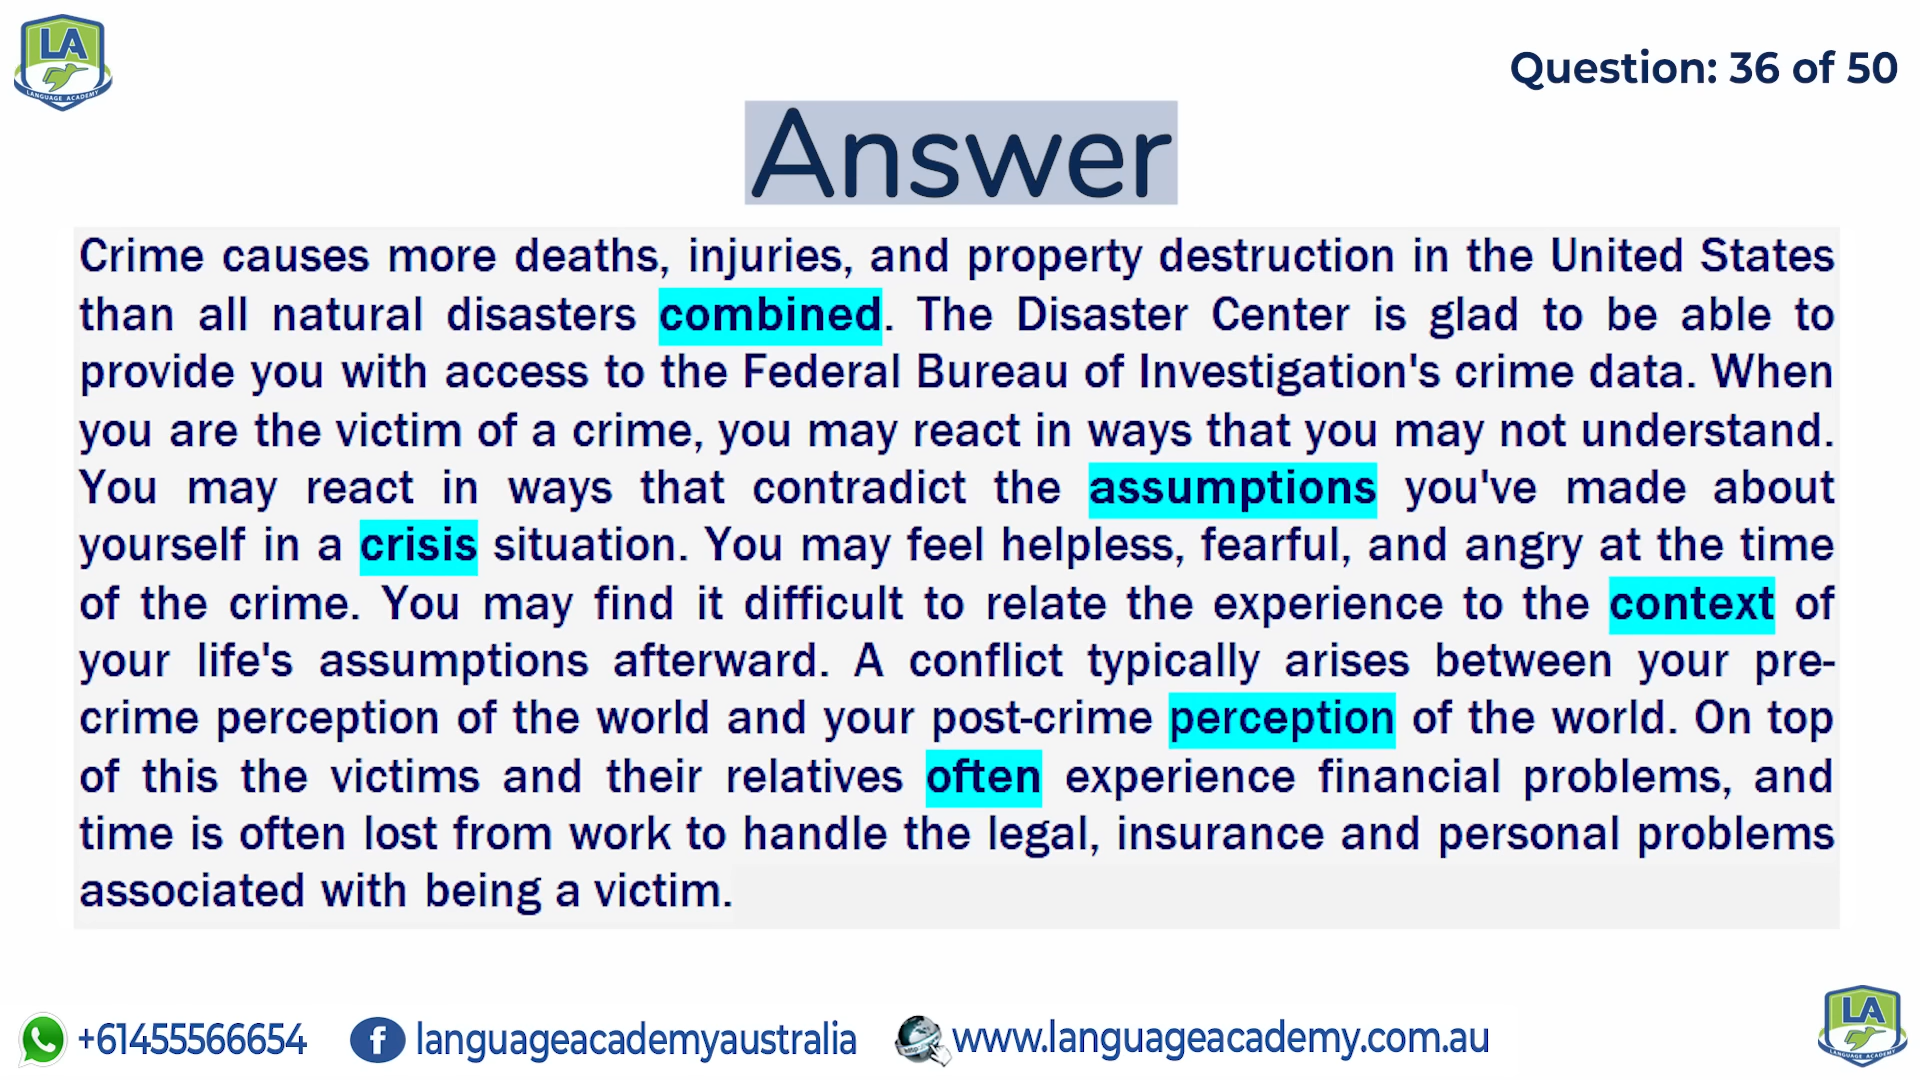 LA
LANGUAGE ACADEMY
Question: 36 of 50
Answer
Crime causes more deaths, injuries, and property destruction in the United States
than all natural disasters combined. The Disaster Center is glad to be able to
provide you with access to the Federal Bureau of Investigation's crime data. When
you are the victim of a crime, you may react in ways that you may not understand.
You may react in ways that contradict the assumptions you've made about
yourself in a crisis situation. You may feel helpless, fearful, and angry at the time
of the crime. You may find it difficult to relate the experience to the context of
your life's assumptions afterward. A conflict typically arises between your pre-
crime perception of the world and your post-crime perception of the world. On top
of this the victims and their relatives often experience financial problems, and
time is often lost from work to handle the legal, insurance and personal problems
associated with being a victim.
+61455566654
f
languageacademyaustralia
http://
www.languageacademy.com.au
LA
LANGUAGE ACADEMY